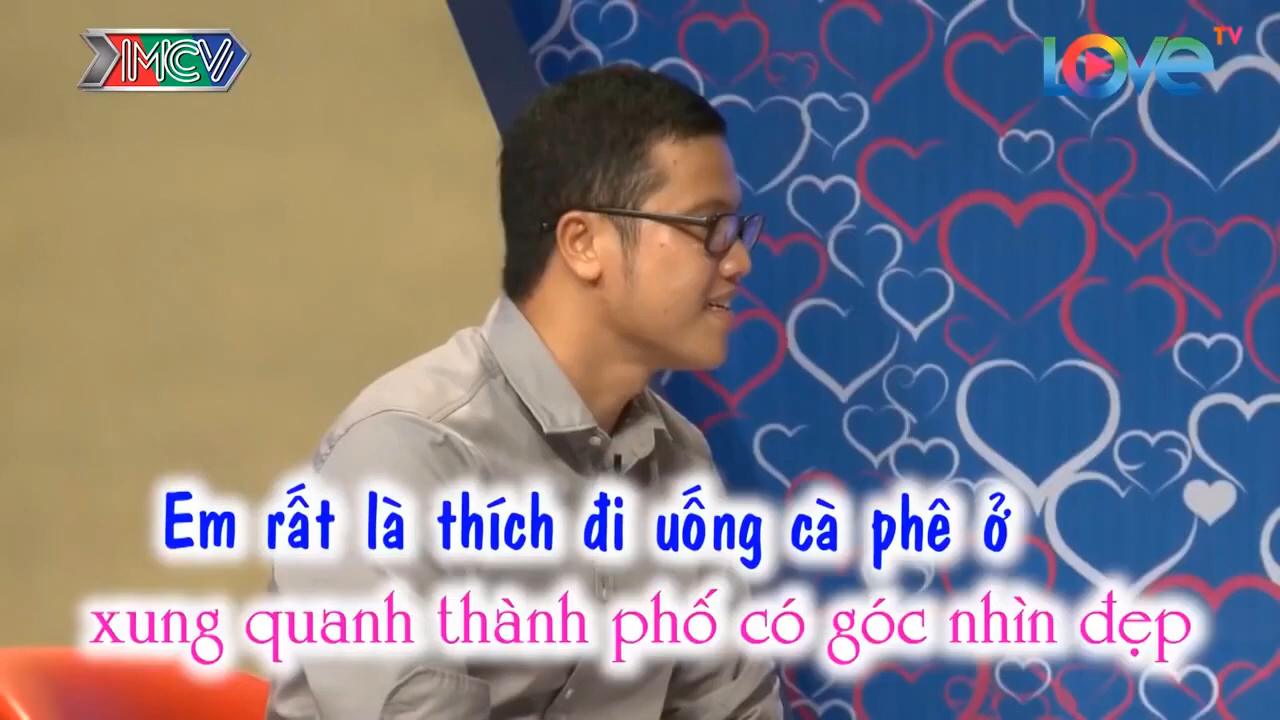 MCV
LOVE TV
Em rất là thích đi uống cà phê ở
xung quanh thành phố có góc nhìn đẹp